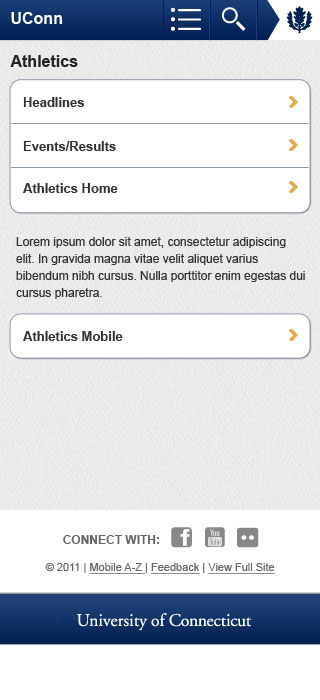 UConn
Athletics
Headlines
Events/Results
Athletics Home
Lorem ipsum dolor sit amet, consectetur adipiscing
elit. In gravida magna vitae velit aliquet varius
bibendum nibh cursus. Nulla porttitor enim egestas dui
cursus pharetra.
Athletics Mobile
CONNECT WITH: f You Tube
© 2011 | Mobile A-Z | Feedback | View Full Site
University of Connecticut